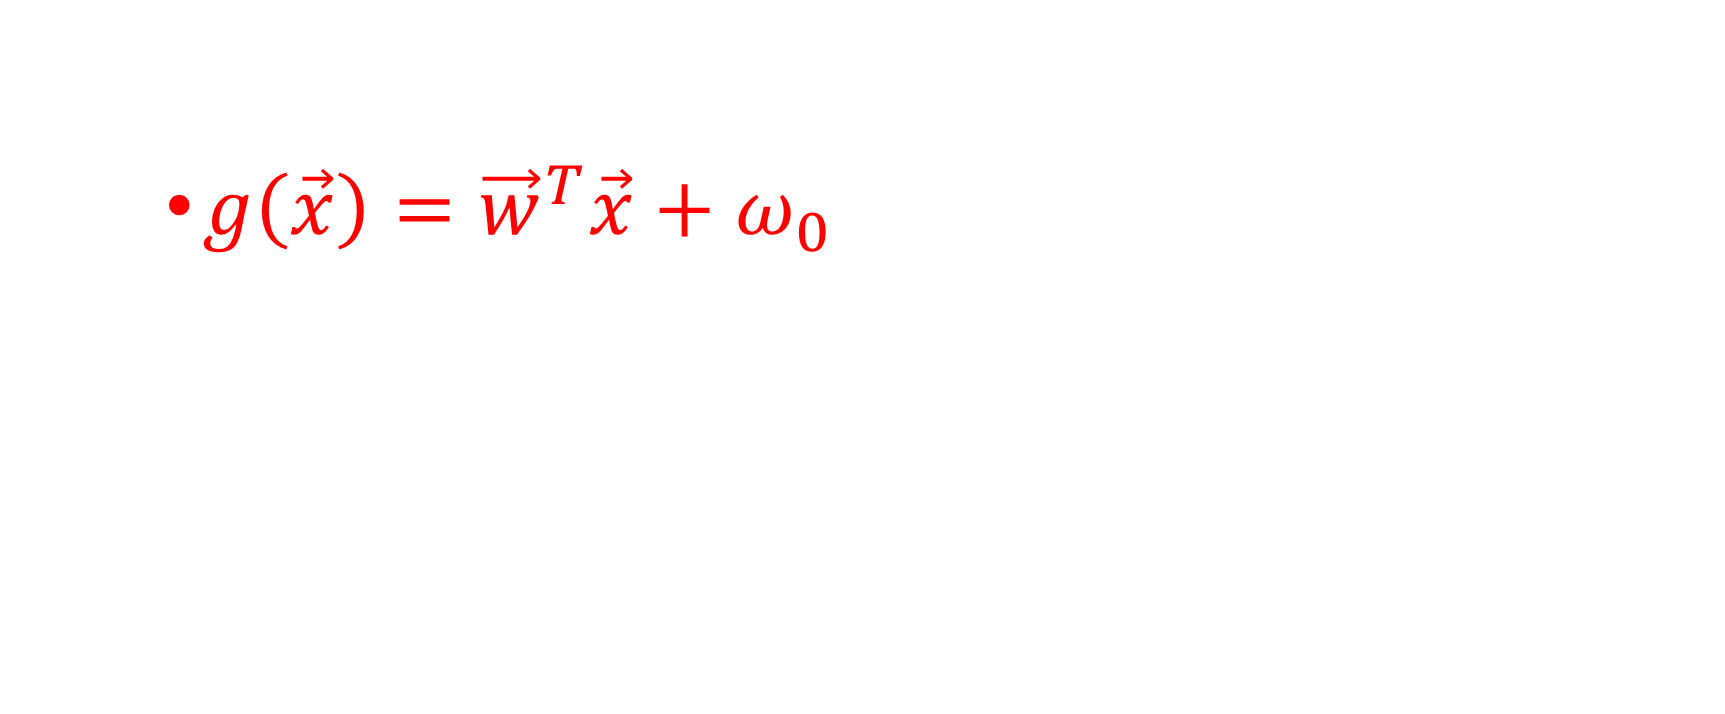 • g(x⃗) = w⃗ᵀx⃗ + ω₀